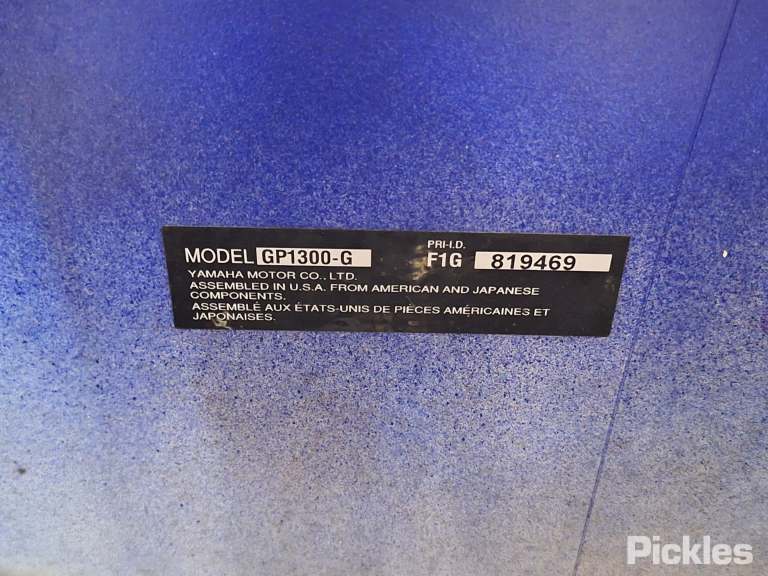 MODEL GP1300-G
PRI-I.D.
F1G 819469
YAMAHA MOTOR CO., LTD.
ASSEMBLED IN U.S.A. FROM AMERICAN AND JAPANESE
COMPONENTS.
ASSEMBLÉ AUX ÉTATS-UNIS DE PIÈCES AMÉRICAINES ET
JAPONAISES.
Pickles